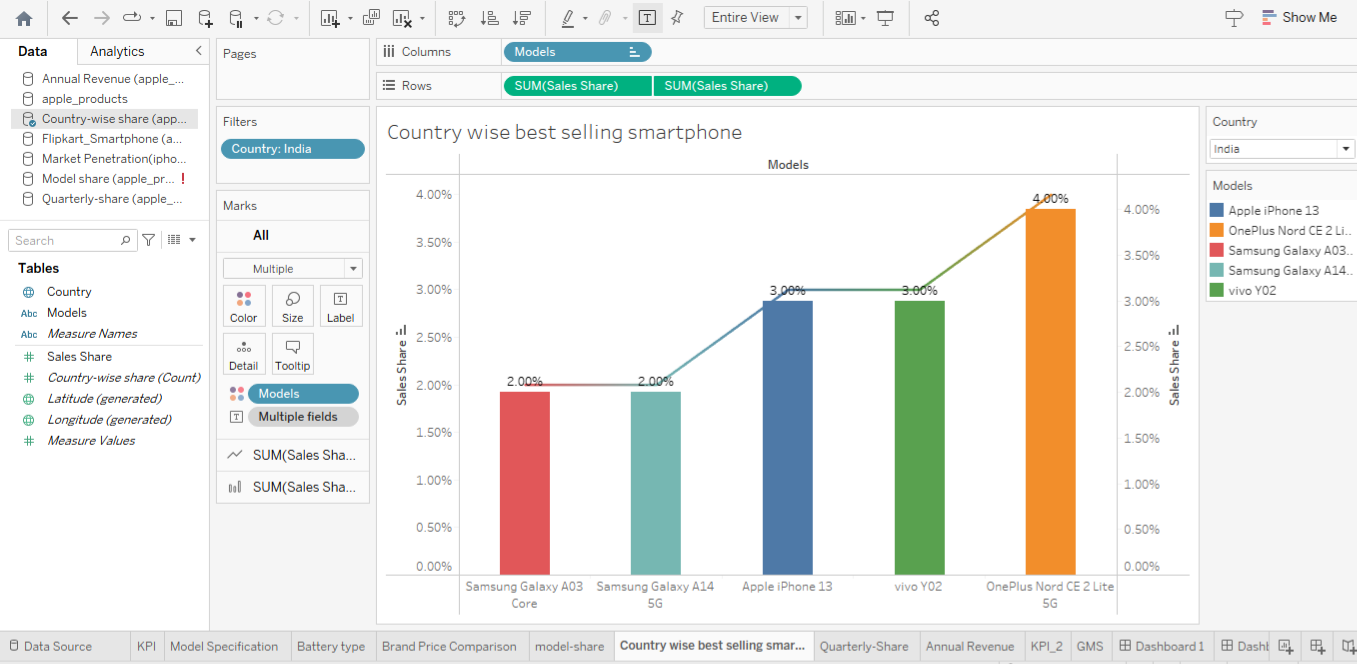 Entire View
Show Me
Data
Analytics
Annual Revenue (apple_...
apple_products
Country-wise share (app...
Flipkart_Smartphone (a...
Market Penetration(ipho...
Model share (apple_pr... !
Quarterly-share (apple_...
Search
Tables
Country
Abc Models
Abc Measure Names
# Sales Share
# Country-wise share (Count)
Latitude (generated)
Longitude (generated)
# Measure Values
Pages
Filters
Country: India
Marks
All
Multiple
Color
Size
Label
Detail
Tooltip
Models
Multiple fields
SUM(Sales Sha...
SUM(Sales Sha...
Columns
Models
Rows
SUM(Sales Share)
SUM(Sales Share)
Country wise best selling smartphone
Models
Sales Share
4.00%
3.50%
3.00%
2.50%
2.00%
1.50%
1.00%
0.50%
0.00%
2.00%
2.00%
3.00%
3.00%
4.00%
4.00%
3.50%
3.00%
2.50%
2.00%
1.50%
1.00%
0.50%
0.00%
Sales Share
Samsung Galaxy A03
Core
Samsung Galaxy A14
5G
Apple iPhone 13
vivo Y02
OnePlus Nord CE 2 Lite
5G
Country
India
Models
Apple iPhone 13
OnePlus Nord CE 2 Li..
Samsung Galaxy A03..
Samsung Galaxy A14..
vivo Y02
Data Source
KPI
Model Specification
Battery type
Brand Price Comparison
model-share
Country wise best selling smar...
Quarterly-Share
Annual Revenue
KPI_2
GMS
Dashboard 1
Dashb